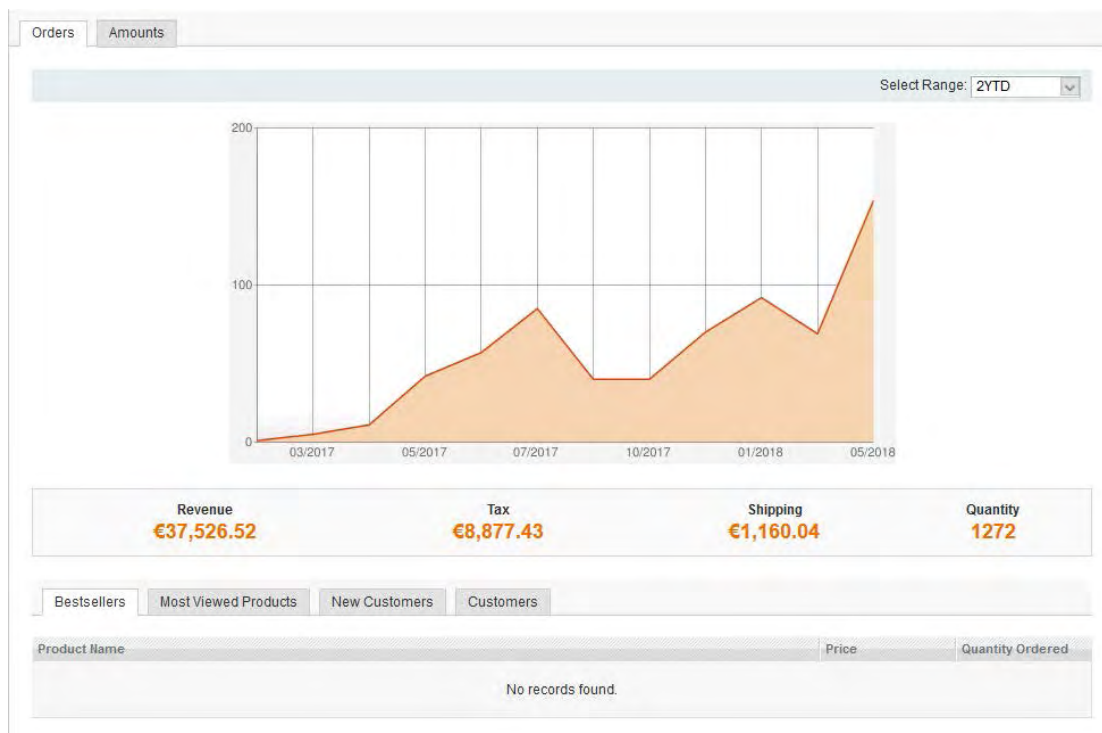 Orders Amounts
Select Range: 2YTD
200
100
0
03/2017 05/2017 07/2017 10/2017 01/2018 05/2018
Revenue Tax Shipping Quantity
€37,526.52 €8,877.43 €1,160.04 1272
Bestsellers Most Viewed Products New Customers Customers
Product Name Price Quantity Ordered
No records found.